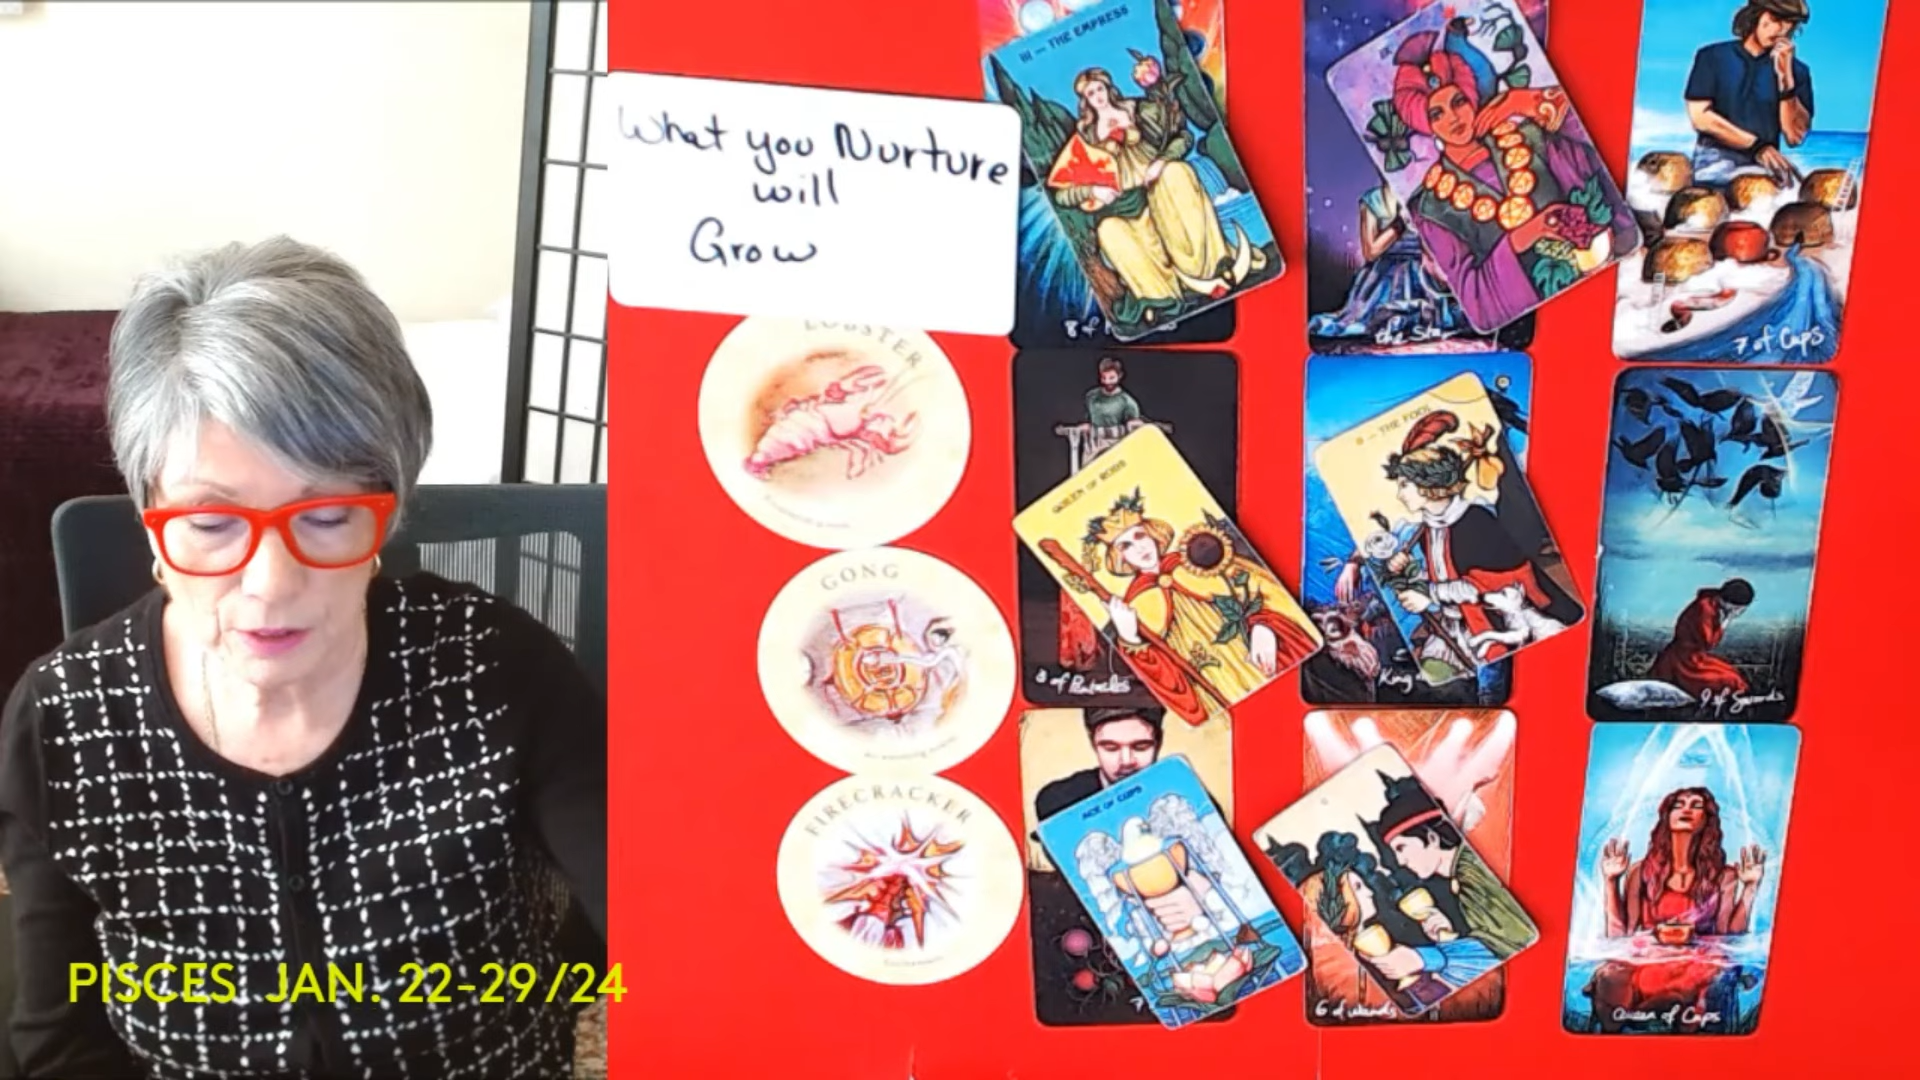 What you Nurture
will
Grow
III — THE EMPRESS
8 of
the Star
7 of Cups
LOBSTER
0 — THE FOOL
QUEEN OF RODS
GONG
8 of Pentacles
King
9 of Swords
FIRECRACKER
ACE OF CUPS
7
6 of wands
Queen of Cups
PISCES JAN. 22-29/24